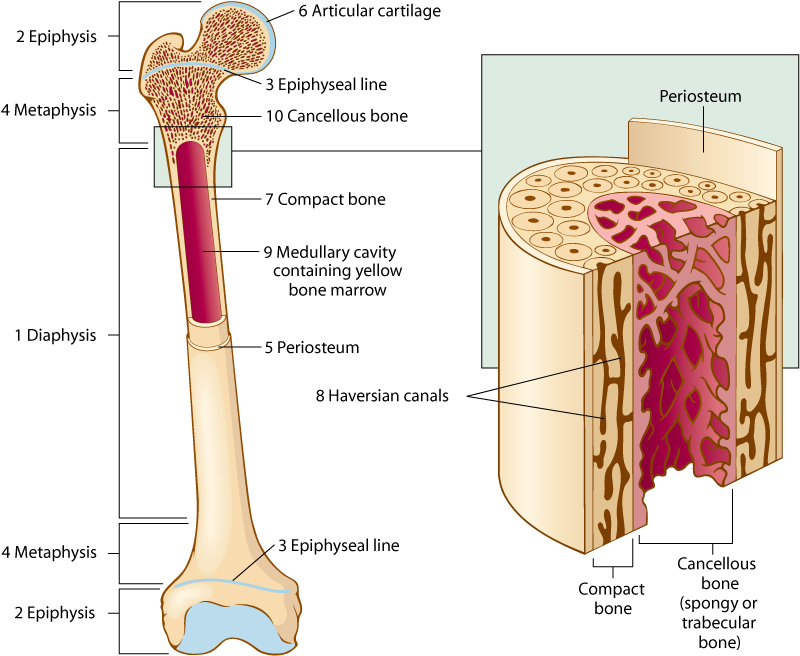 6 Articular cartilage
2 Epiphysis
3 Epiphyseal line
4 Metaphysis
10 Cancellous bone
7 Compact bone
9 Medullary cavity
containing yellow
bone marrow
1 Diaphysis
5 Periosteum
4 Metaphysis
3 Epiphyseal line
2 Epiphysis
Periosteum
8 Haversian canals
Compact
bone
Cancellous
bone
(spongy or
trabecular
bone)